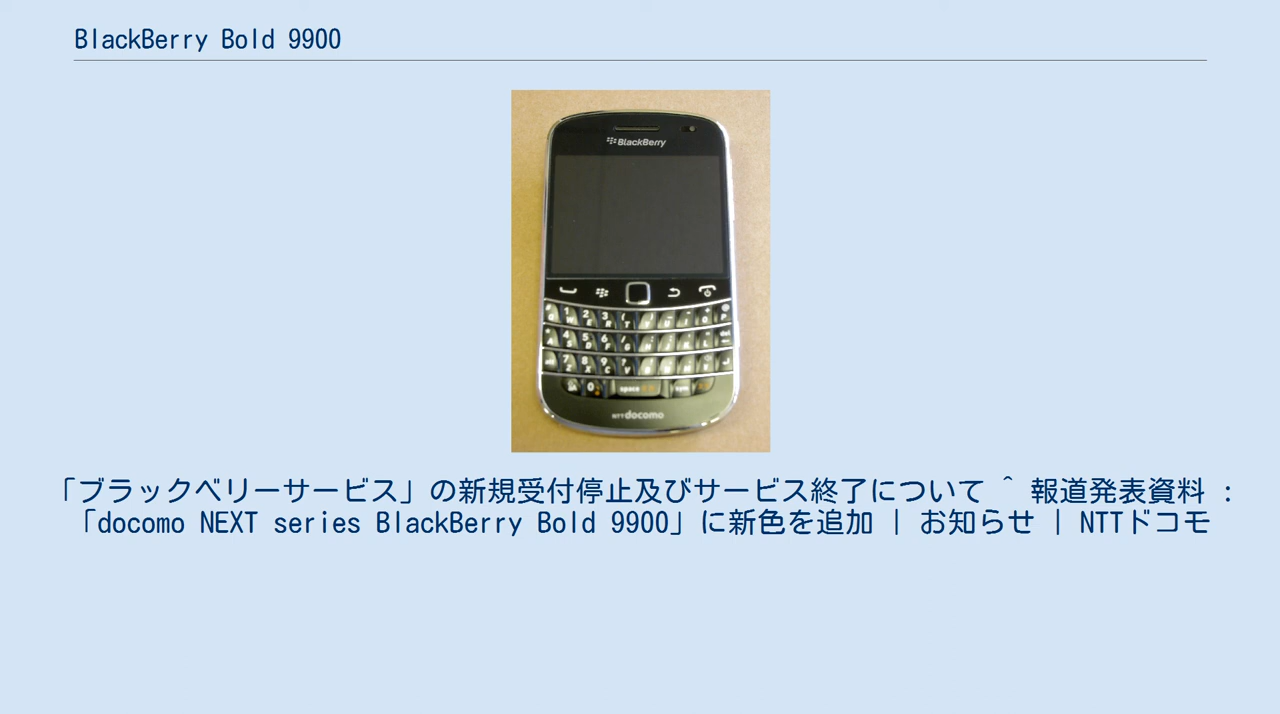 BlackBerry Bold 9900
BlackBerry
space
sym
NTT docomo
「ブラックベリーサービス」の新規受付停止及びサービス終了について ^ 報道発表資料 :
「docomo NEXT series BlackBerry Bold 9900」に新色を追加 | お知らせ | NTTドコモ